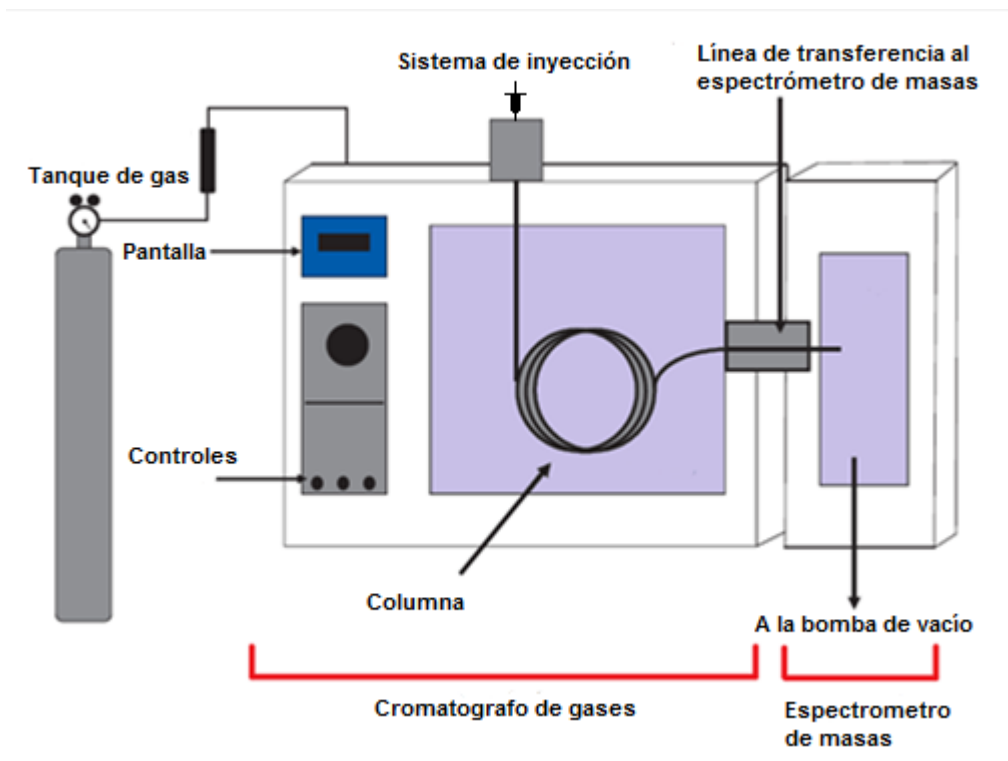 Sistema de inyección
Línea de transferencia al
espectrómetro de masas
Tanque de gas
Pantalla
Controles
Columna
A la bomba de vacío
Cromatografo de gases
Espectrometro
de masas